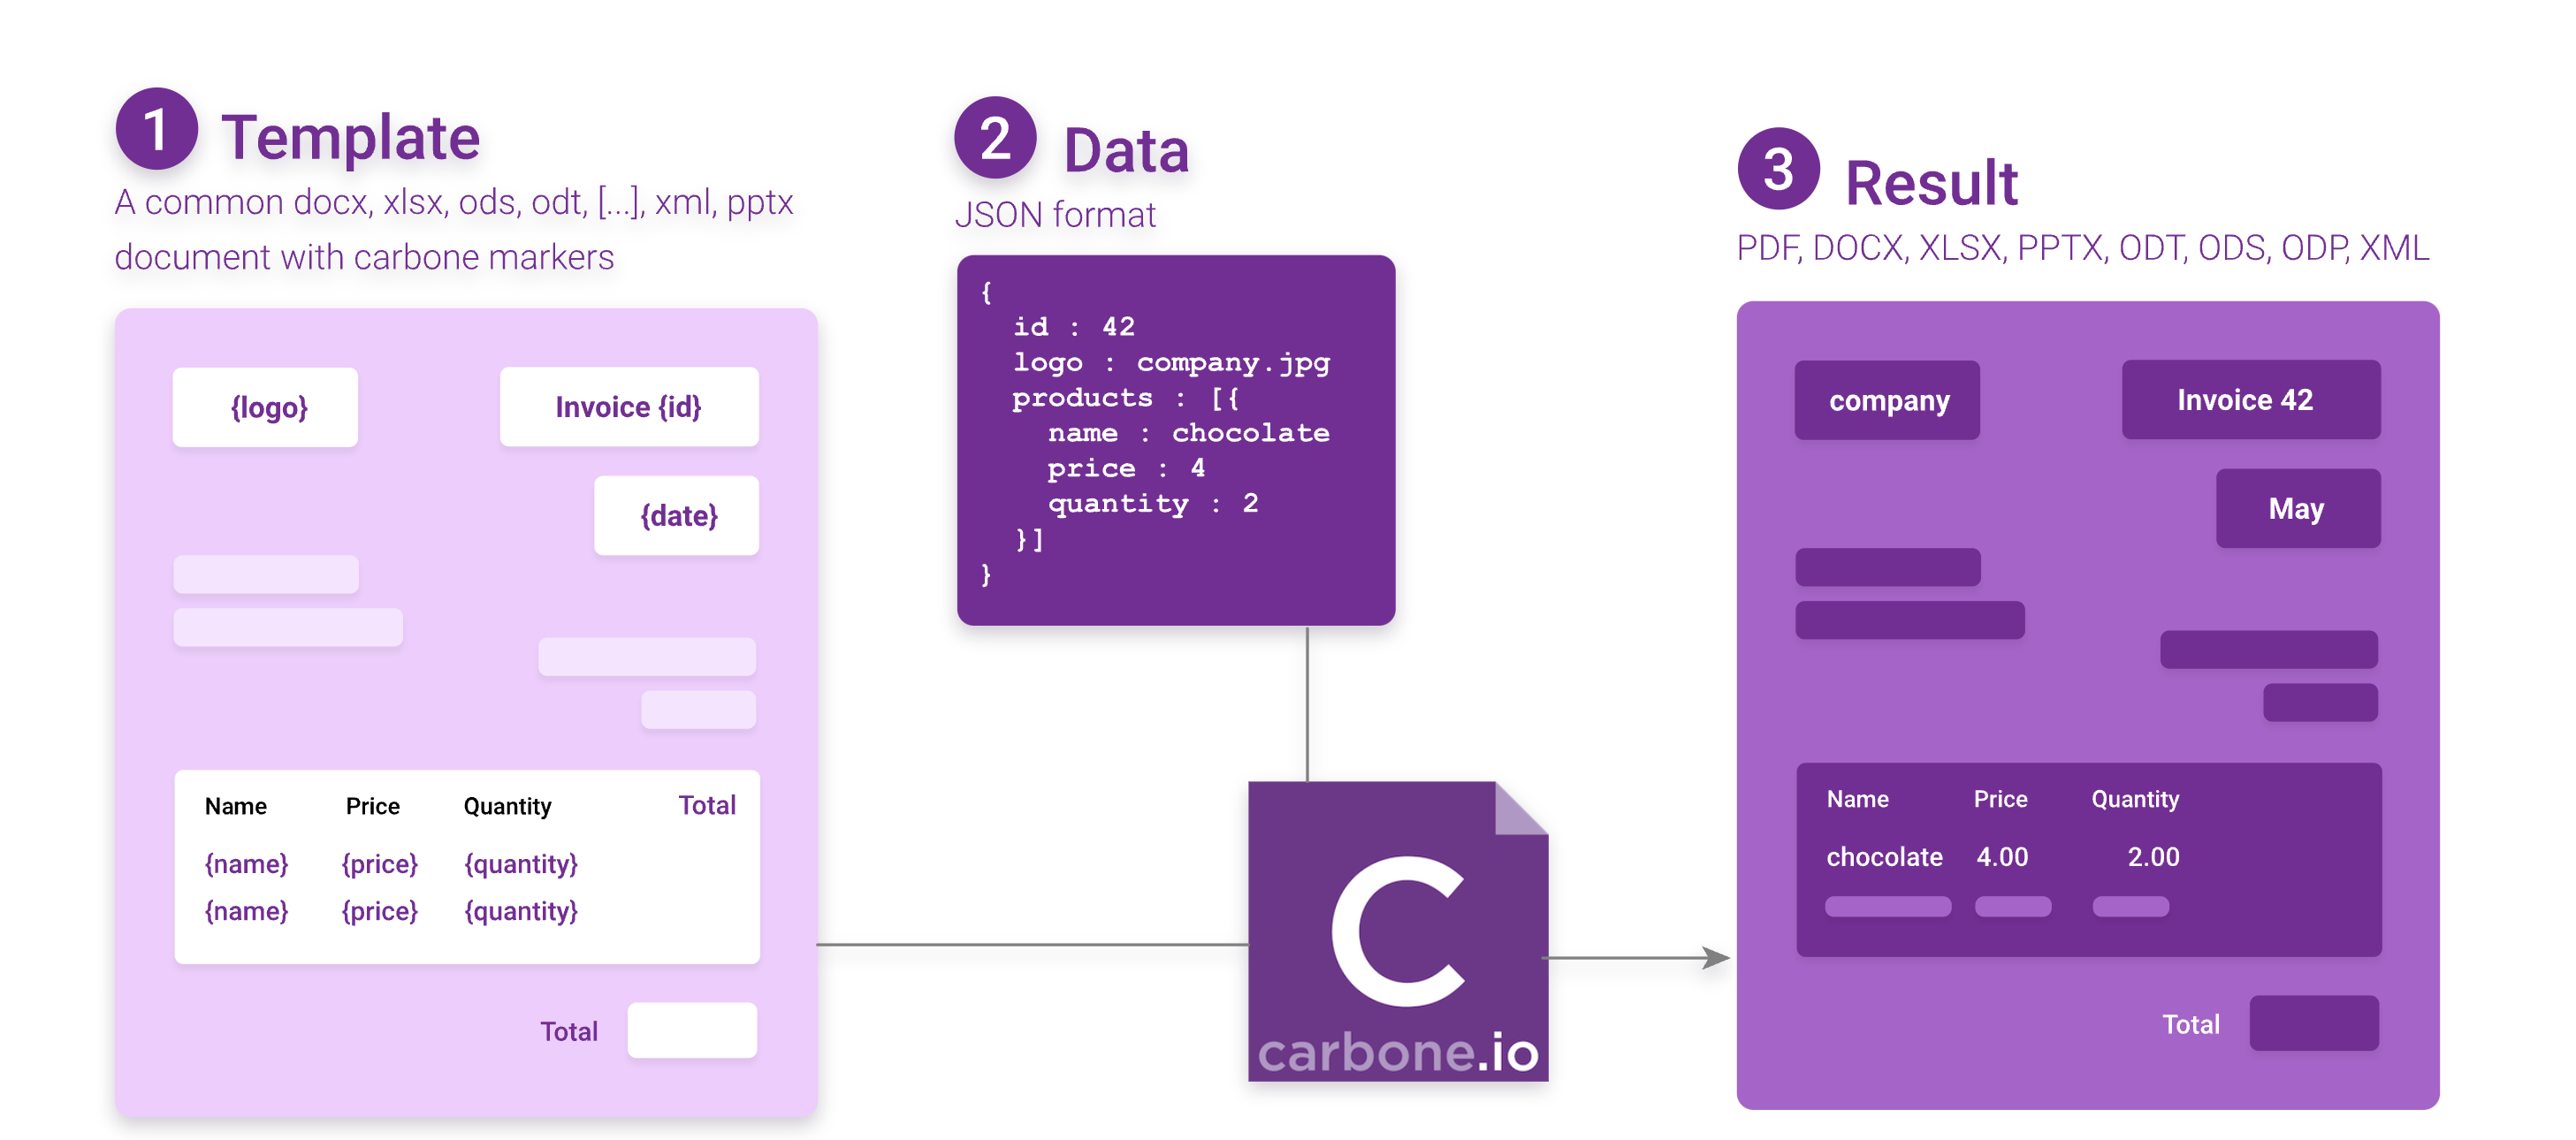 1 Template
A common docx, xlsx, ods, odt, [...], xml, pptx
document with carbone markers
{logo}
Invoice {id}
{date}
Name Price Quantity Total
{name} {price} {quantity}
{name} {price} {quantity}
Total
2 Data
JSON format
{
id : 42
logo : company.jpg
products : [{
name : chocolate
price : 4
quantity : 2
}]
}
C
carbone.io
3 Result
PDF, DOCX, XLSX, PPTX, ODT, ODS, ODP, XML
company
Invoice 42
May
Name Price Quantity
chocolate 4.00 2.00
Total